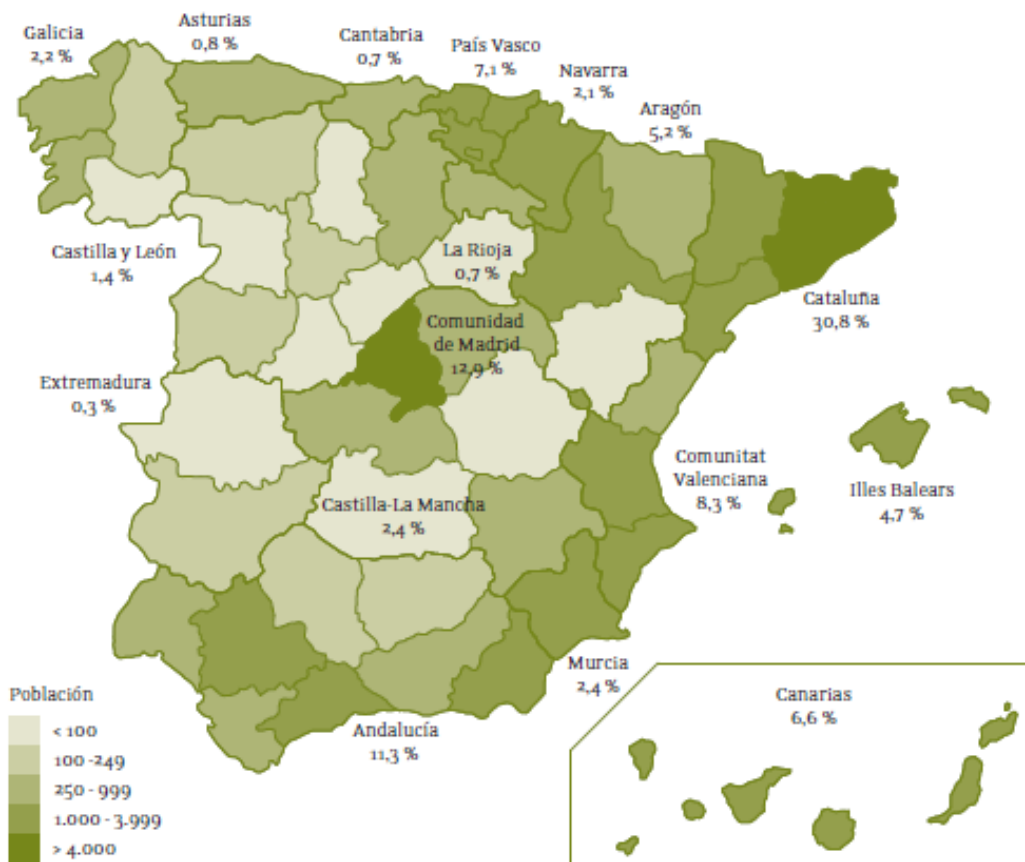 Galicia
2,2 %
Asturias
0,8 %
Cantabria
0,7 %
País Vasco
7,1 %
Navarra
2,1 %
Aragón
5,2 %
Castilla y León
1,4 %
La Rioja
0,7 %
Cataluña
30,8 %
Comunidad
de Madrid
12,9 %
Extremadura
0,3 %
Comunitat
Valenciana
8,3 %
Illes Balears
4,7 %
Castilla-La Mancha
2,4 %
Murcia
2,4 %
Andalucía
11,3 %
Canarias
6,6 %
Población
< 100
100 -249
250 - 999
1.000 - 3.999
> 4.000